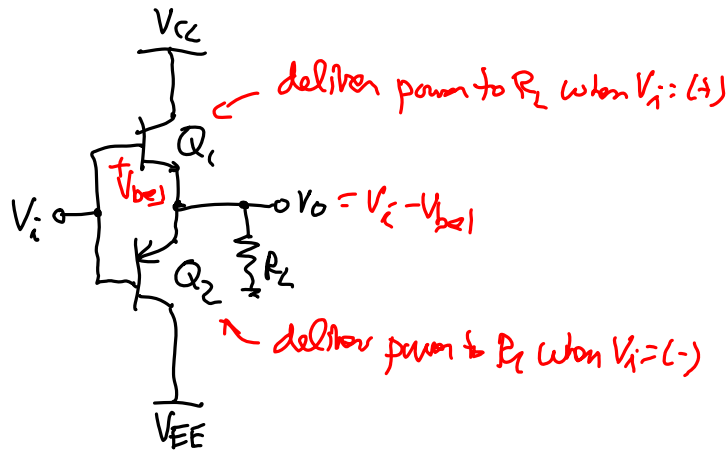 VCC
deliver power to RL when Vi = (+)
Q1
+
Vbe1
Vi
Vo = Vi - Vbe1
RL
Q2
deliver power to RL when Vi = (-)
VEE